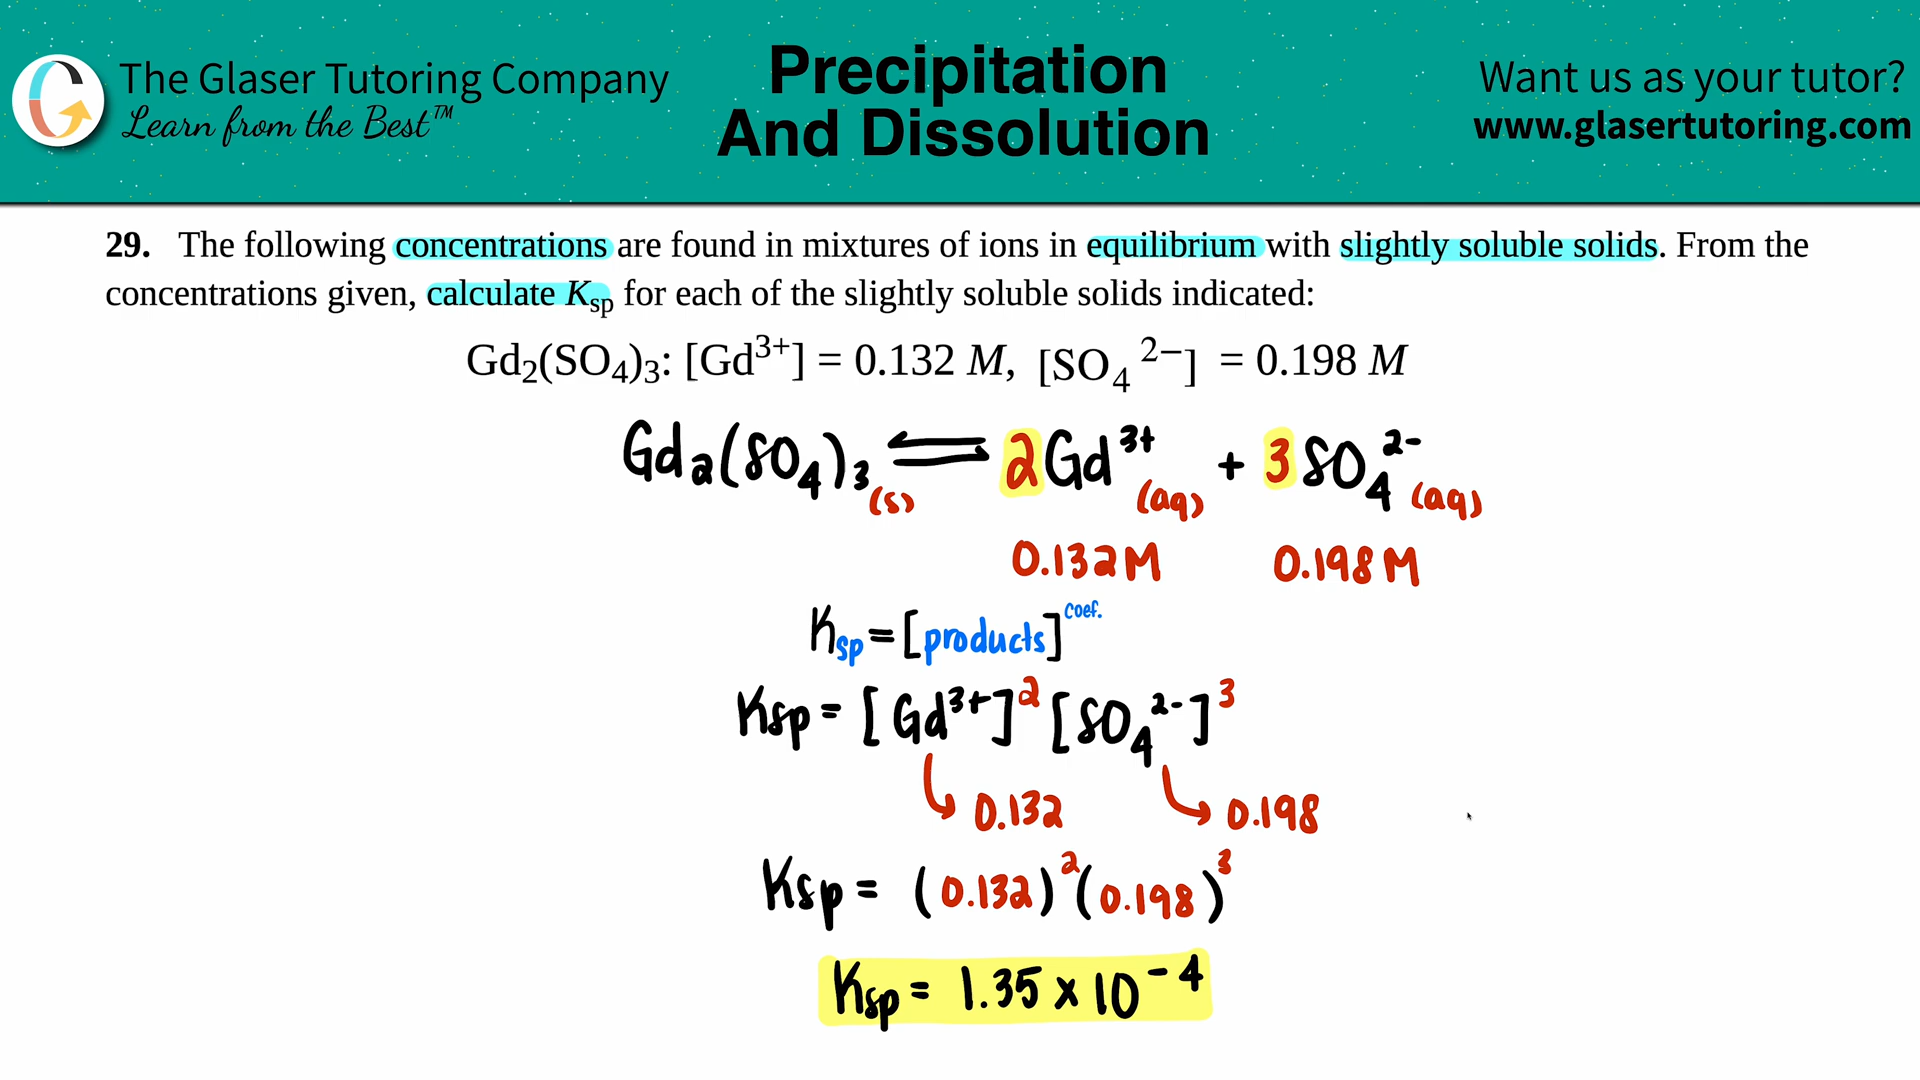 The Glaser Tutoring Company
Learn from the Best™
Precipitation
And Dissolution
Want us as your tutor?
www.glasertutoring.com
29. The following concentrations are found in mixtures of ions in equilibrium with slightly soluble solids. From the
concentrations given, calculate Ksp for each of the slightly soluble solids indicated:
Gd₂(SO₄)₃: [Gd³⁺] = 0.132 M, [SO₄ ²⁻] = 0.198 M
Gd₂(SO₄)₃(s) ⇌ 2Gd³⁺(aq) + 3SO₄²⁻(aq)
0.132M 0.198M
Ksp = [products]^coef.
Ksp = [Gd³⁺]² [SO₄²⁻]³
↳ 0.132 ↳ 0.198
Ksp = (0.132)²(0.198)³
Ksp = 1.35 x 10⁻⁴